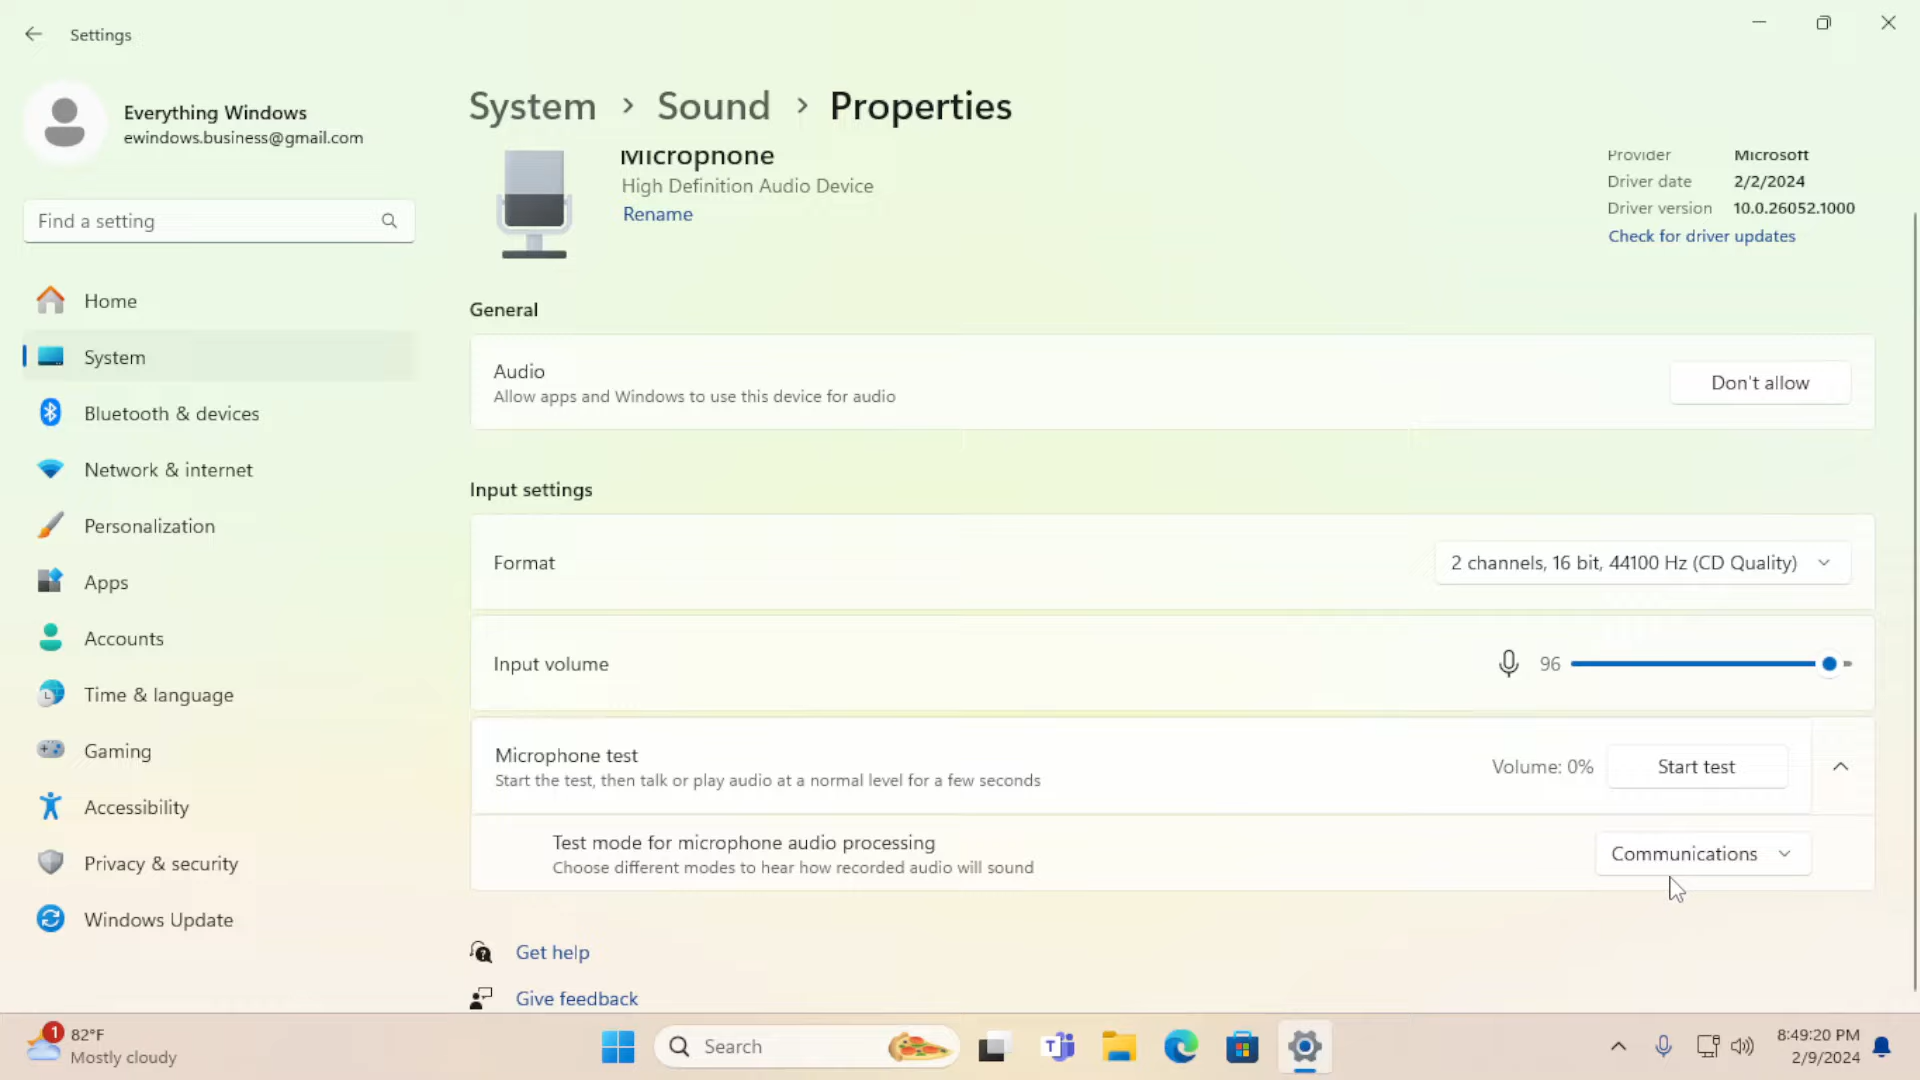 Settings
Everything Windows
ewindows.business@gmail.com
Find a setting
Home
System
Bluetooth & devices
Network & internet
Personalization
Apps
Accounts
Time & language
Gaming
Accessibility
Privacy & security
Windows Update
System › Sound › Properties
Microphone
High Definition Audio Device
Rename
Provider Microsoft
Driver date 2/2/2024
Driver version 10.0.26052.1000
Check for driver updates
General
Audio
Allow apps and Windows to use this device for audio
Don't allow
Input settings
Format
2 channels, 16 bit, 44100 Hz (CD Quality)
Input volume
96
Microphone test
Start the test, then talk or play audio at a normal level for a few seconds
Volume: 0%
Start test
Test mode for microphone audio processing
Choose different modes to hear how recorded audio will sound
Communications
Get help
Give feedback
1
82°F
Mostly cloudy
Search
T
8:49:20 PM
2/9/2024